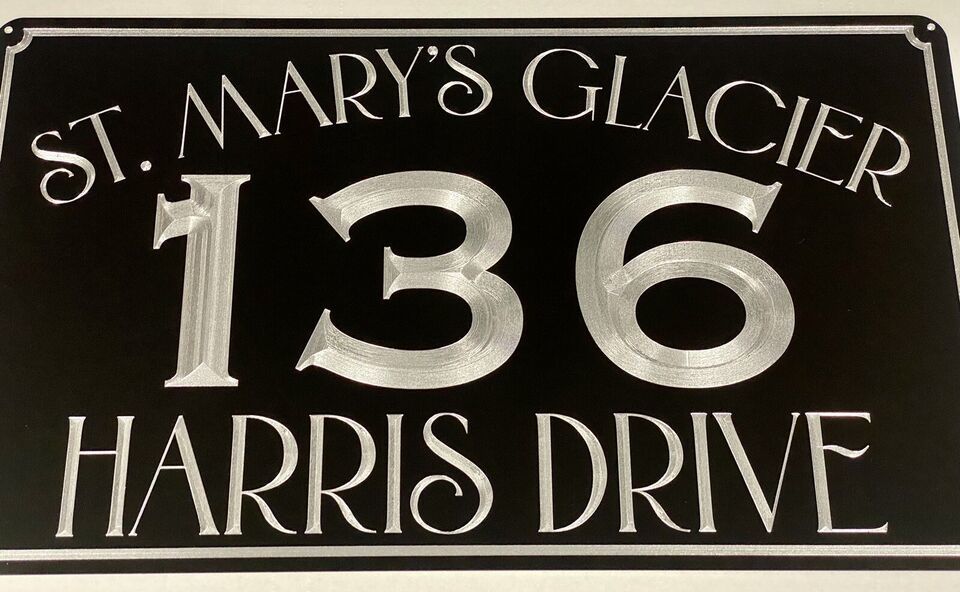 ST. MARY'S GLACIER
136
HARRIS DRIVE